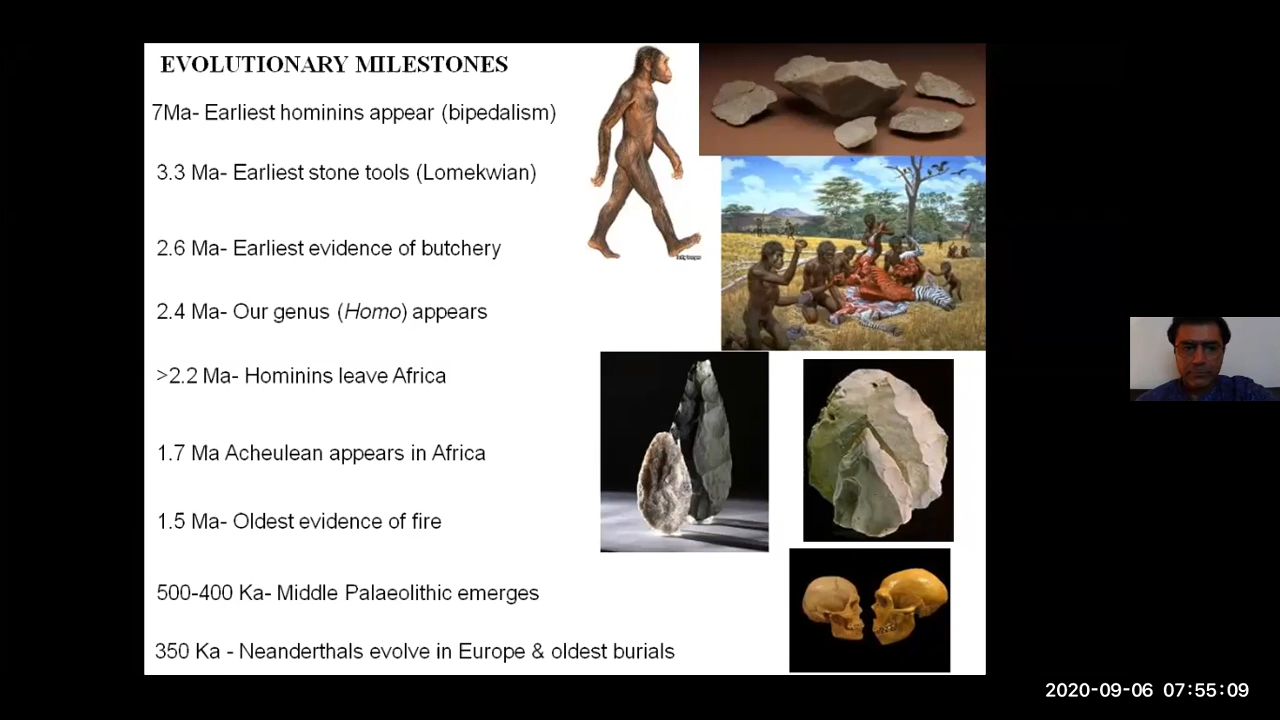 EVOLUTIONARY MILESTONES
7Ma- Earliest hominins appear (bipedalism)
3.3 Ma- Earliest stone tools (Lomekwian)
2.6 Ma- Earliest evidence of butchery
2.4 Ma- Our genus (Homo) appears
>2.2 Ma- Hominins leave Africa
1.7 Ma Acheulean appears in Africa
1.5 Ma- Oldest evidence of fire
500-400 Ka- Middle Palaeolithic emerges
350 Ka - Neanderthals evolve in Europe & oldest burials
2020-09-06 07:55:09